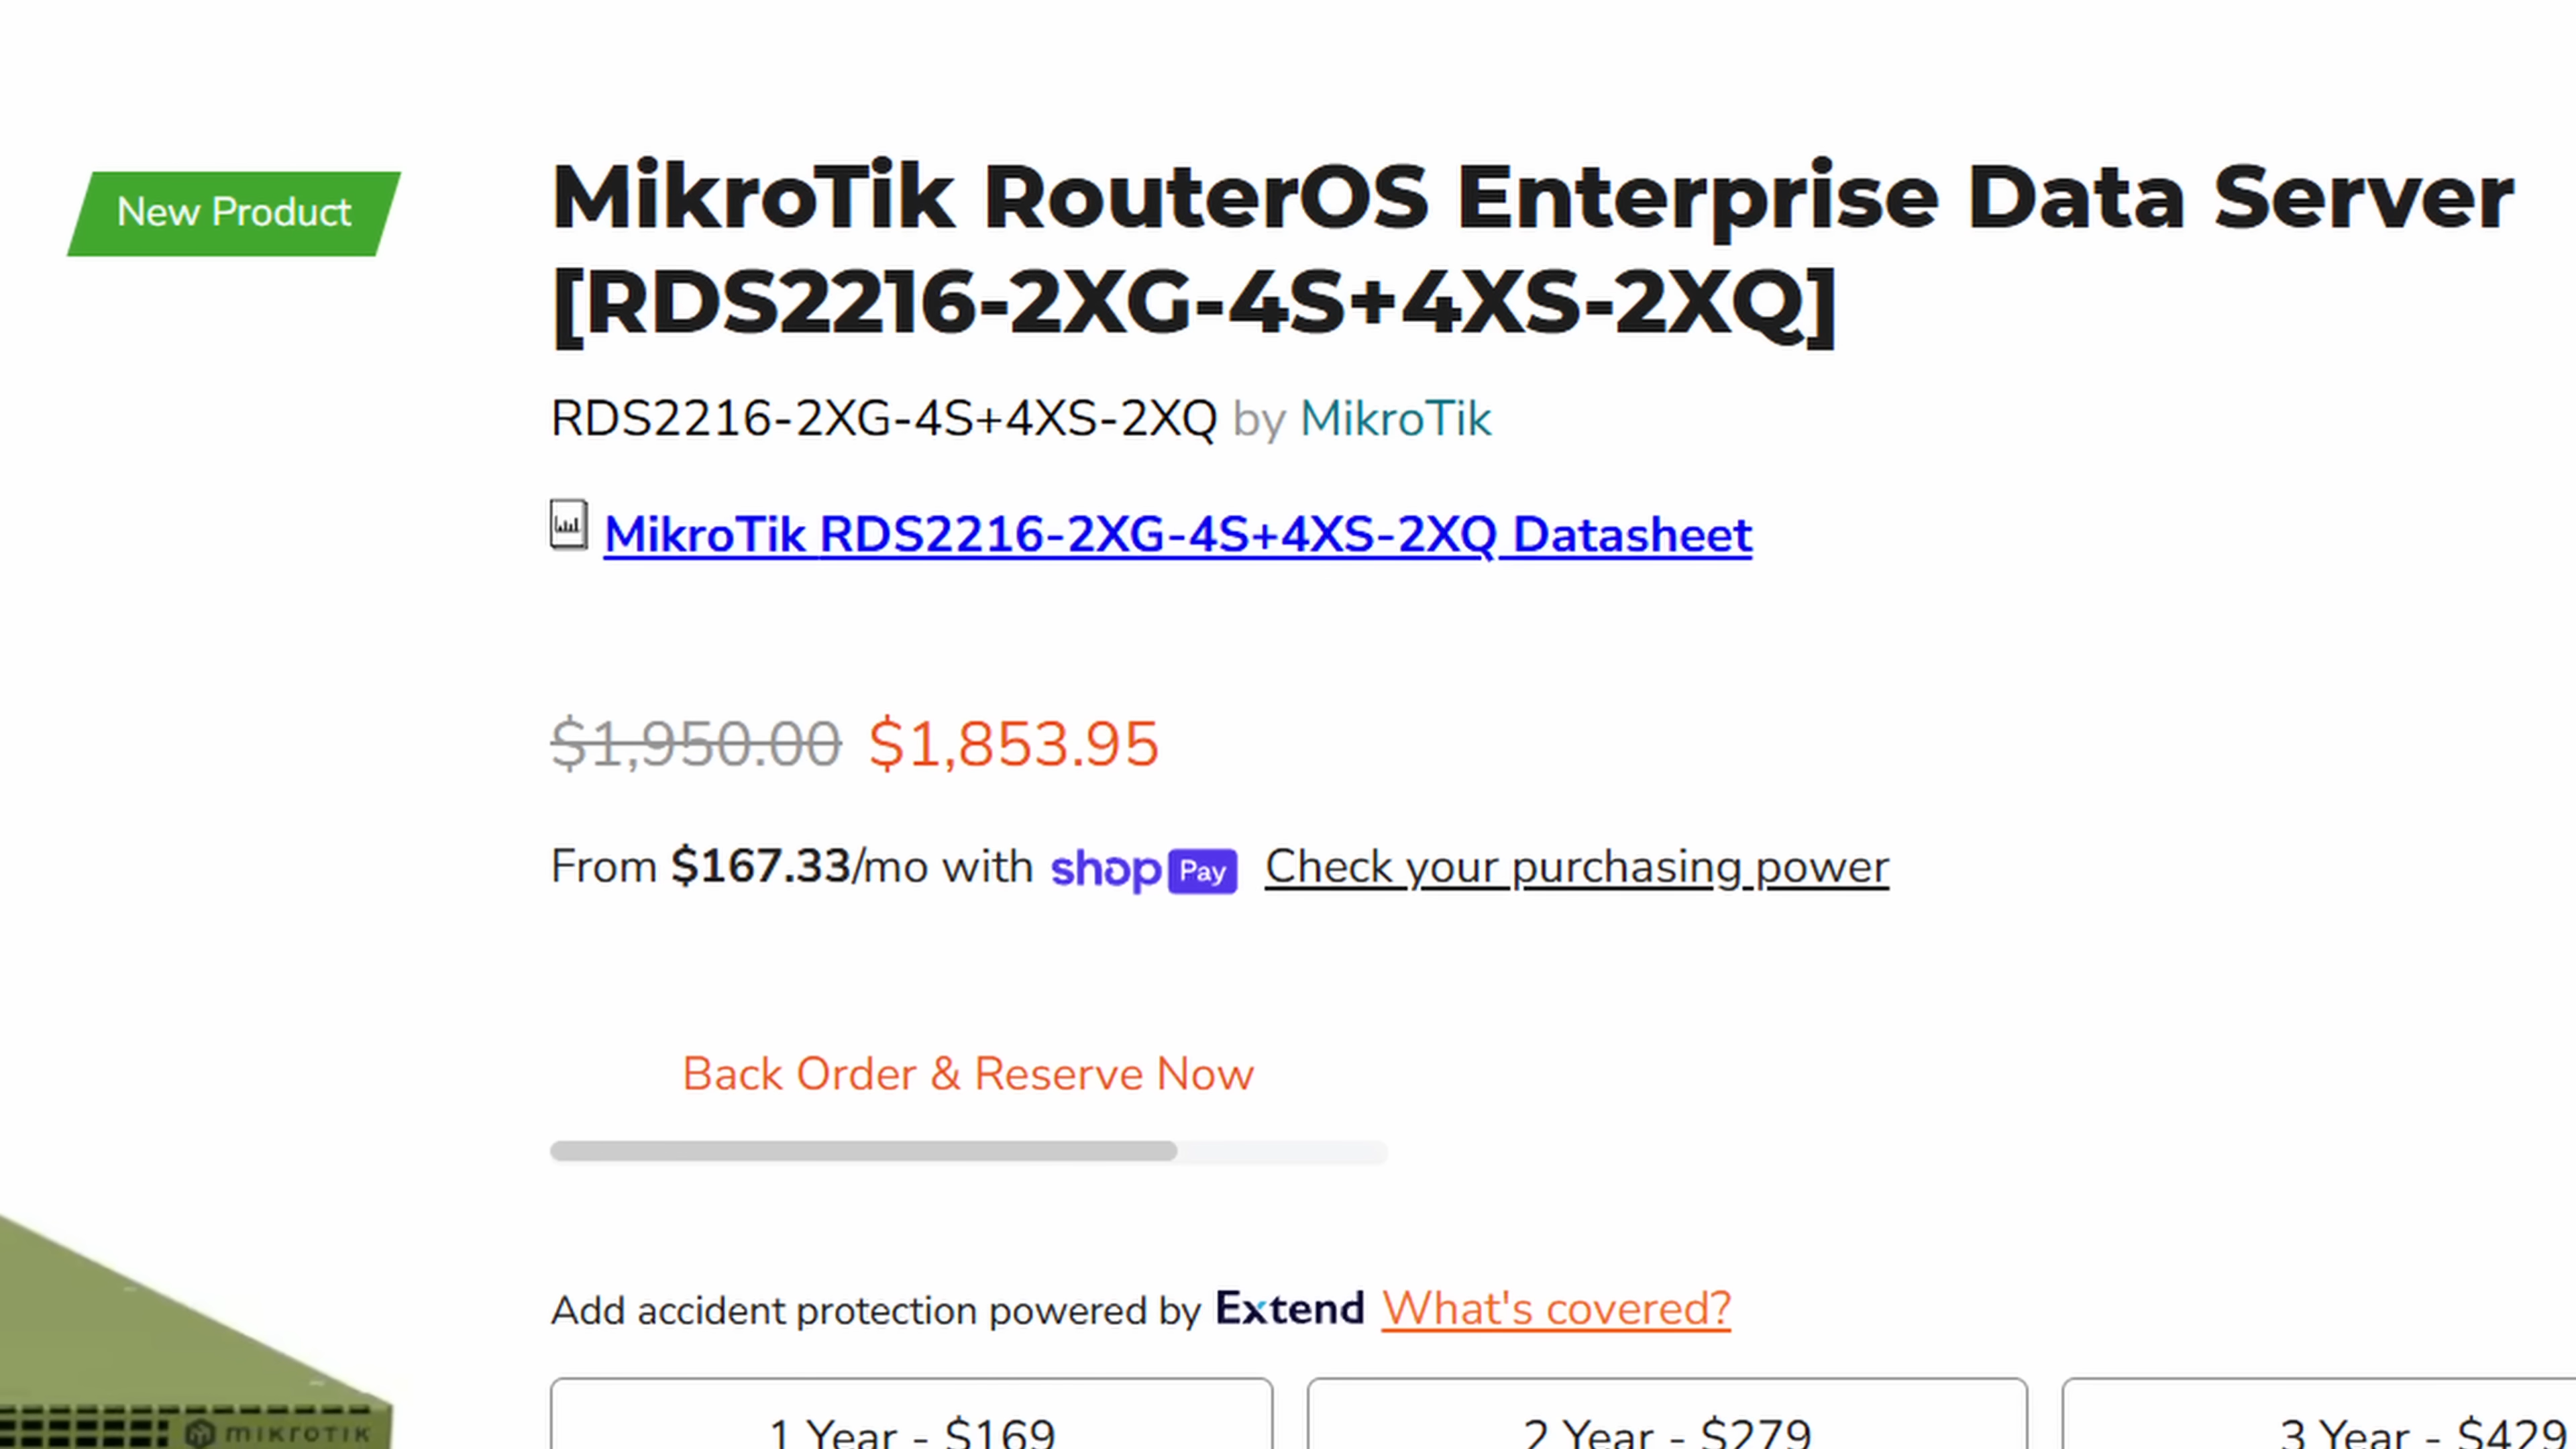 New Product
MikroTik RouterOS Enterprise Data Server
[RDS2216-2XG-4S+4XS-2XQ]
RDS2216-2XG-4S+4XS-2XQ by MikroTik
MikroTik RDS2216-2XG-4S+4XS-2XQ Datasheet
$1,950.00 $1,853.95
From $167.33/mo with shop Pay Check your purchasing power
Back Order & Reserve Now
Add accident protection powered by Extend What's covered?
1 Year - $169
2 Year - $279
3 Year - $429
MIKROTIK